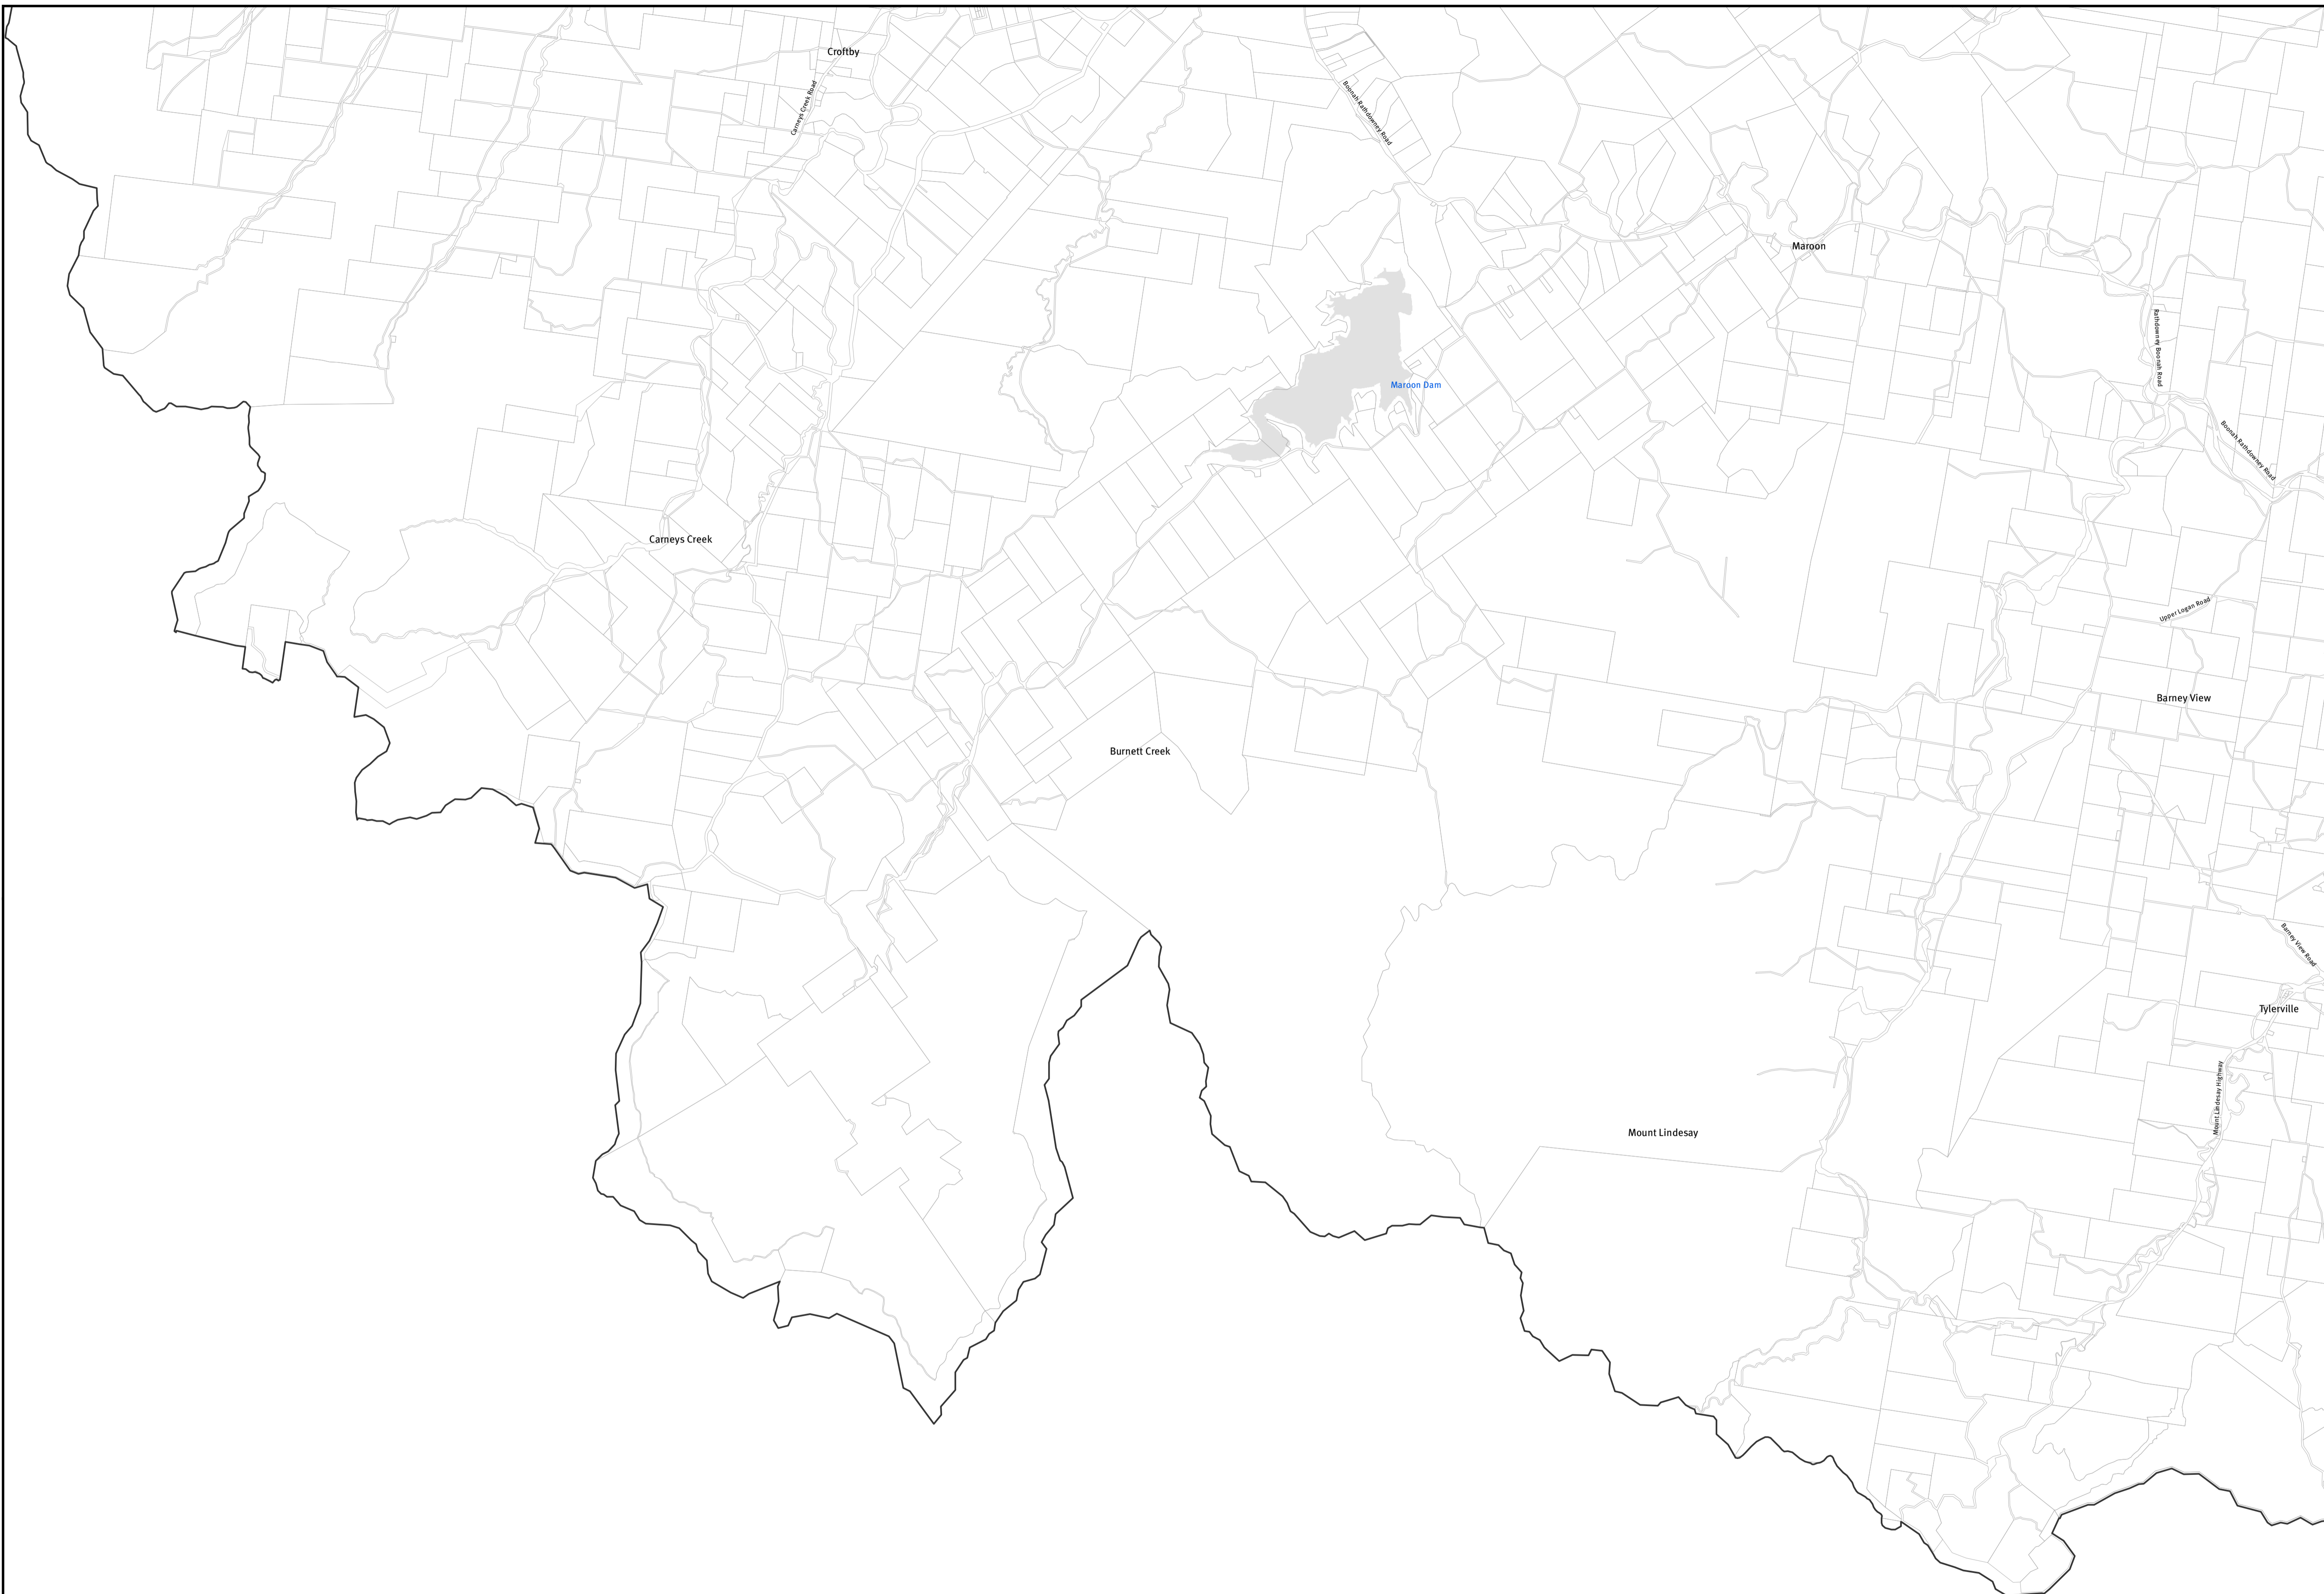 Croftby
Carneys Creek Road
Boonah Rathdowney Road
Maroon
Rathdowney Boonah Road
Maroon Dam
Boonah Rathdowney Road
Carneys Creek
Upper Logan Road
Barney View
Burnett Creek
Barney View Road
Tylerville
Mount Lindesay Highway
Mount Lindesay